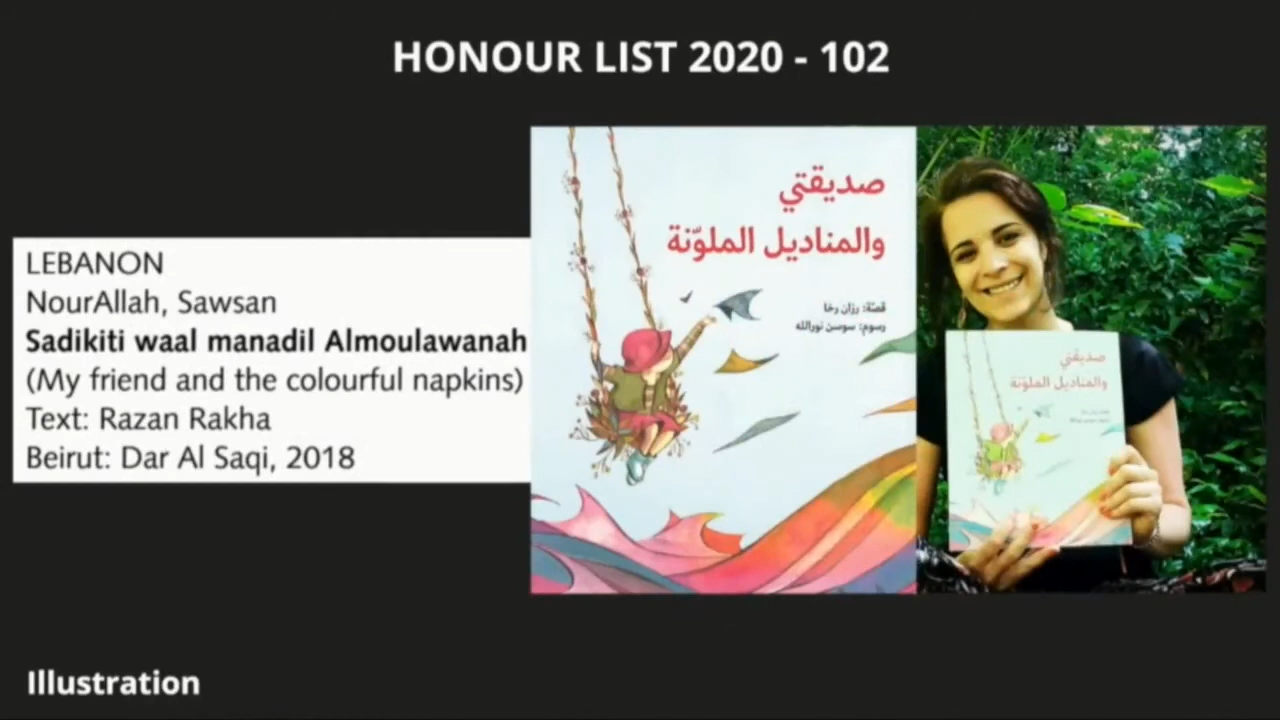 HONOUR LIST 2020 - 102
LEBANON
NourAllah, Sawsan
Sadikiti waal manadil Almoulawanah
(My friend and the colourful napkins)
Text: Razan Rakha
Beirut: Dar Al Saqi, 2018
صديقتي
والمناديل الملوّنة
قصّة: رزان رخا
رسوم: سوسن نورالله
صديقتي
والمناديل الملوّنة
Illustration